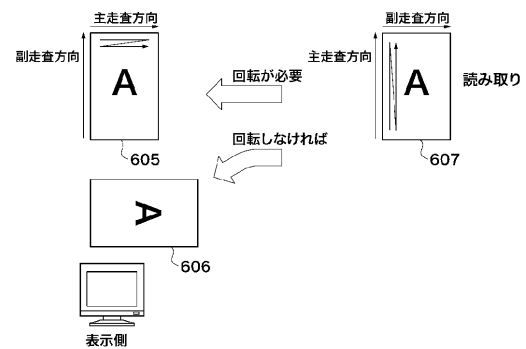 主走査方向
副走査方向
A
605
回転が必要
回転しなければ
副走査方向
主走査方向
A
読み取り
607
A
606
表示側